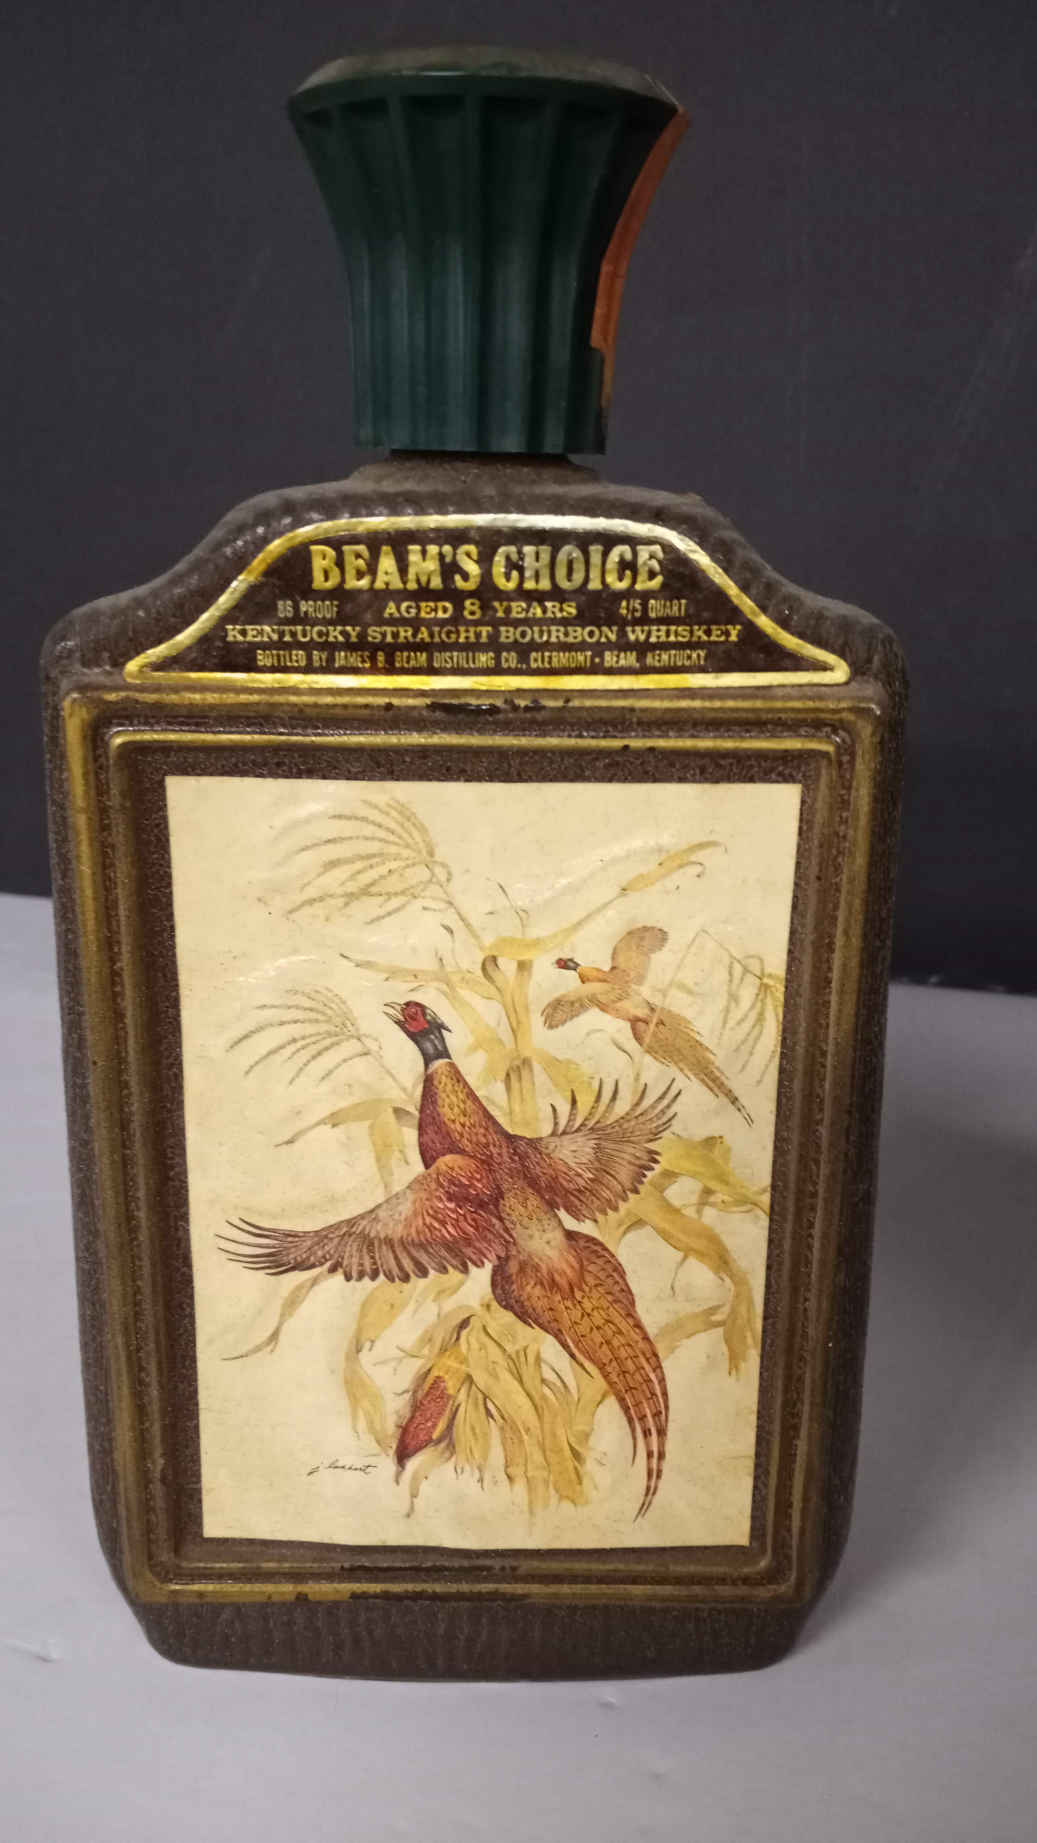 BEAM'S CHOICE
86 PROOF AGED 8 YEARS 4/5 QUART
KENTUCKY STRAIGHT BOURBON WHISKEY
BOTTLED BY JAMES B. BEAM DISTILLING CO., CLERMONT - BEAM, KENTUCKY